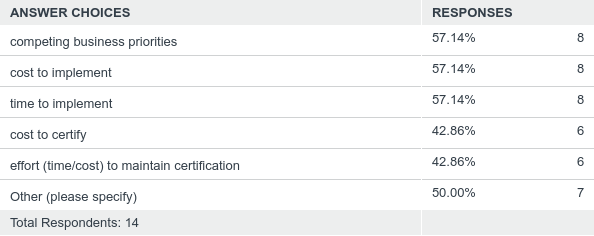 ANSWER CHOICES RESPONSES
competing business priorities 57.14% 8
cost to implement 57.14% 8
time to implement 57.14% 8
cost to certify 42.86% 6
effort (time/cost) to maintain certification 42.86% 6
Other (please specify) 50.00% 7
Total Respondents: 14